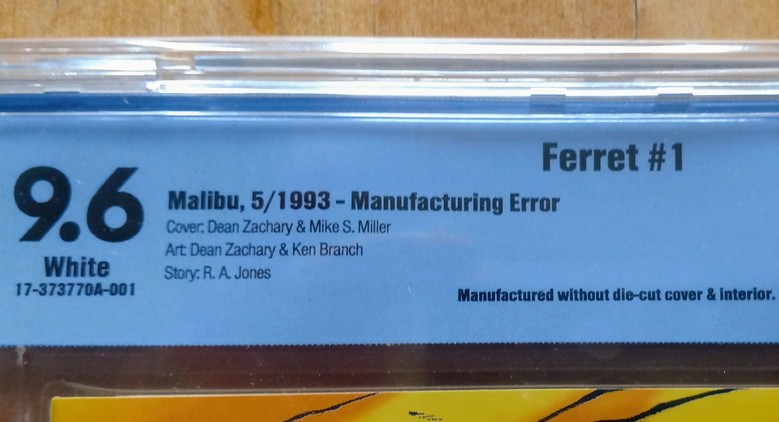 Ferret #1
9.6
White
17-373770A-001
Malibu, 5/1993 - Manufacturing Error
Cover: Dean Zachary & Mike S. Miller
Art: Dean Zachary & Ken Branch
Story: R. A. Jones
Manufactured without die-cut cover & interior.